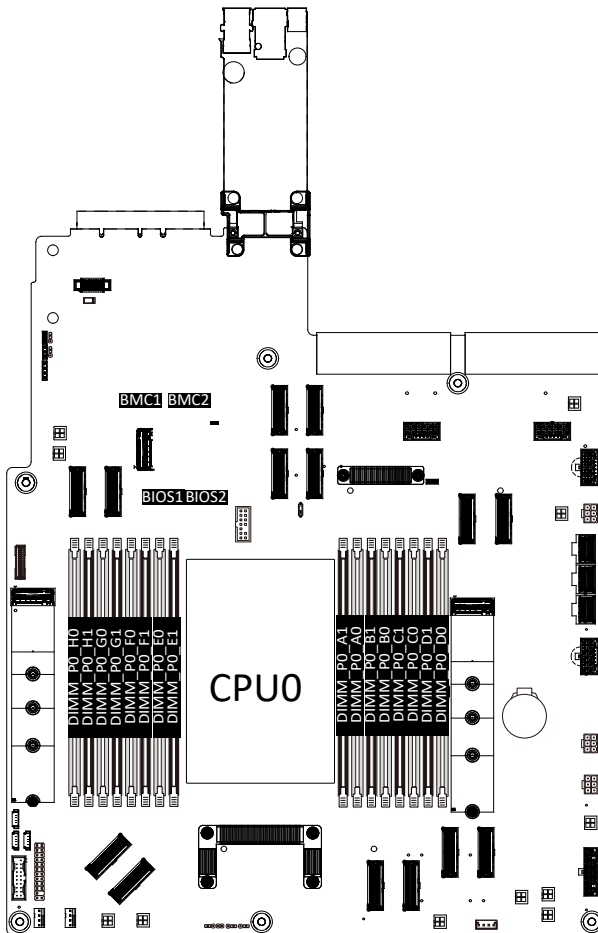 BMC1 BMC2
BIOS1 BIOS2
DIMM_P0_H0
DIMM_P0_H1
DIMM_P0_G0
DIMM_P0_G1
DIMM_P0_F0
DIMM_P0_F1
DIMM_P0_E0
DIMM_P0_E1
CPU0
DIMM_P0_A1
DIMM_P0_A0
DIMM_P0_B1
DIMM_P0_B0
DIMM_P0_C1
DIMM_P0_C0
DIMM_P0_D1
DIMM_P0_D0